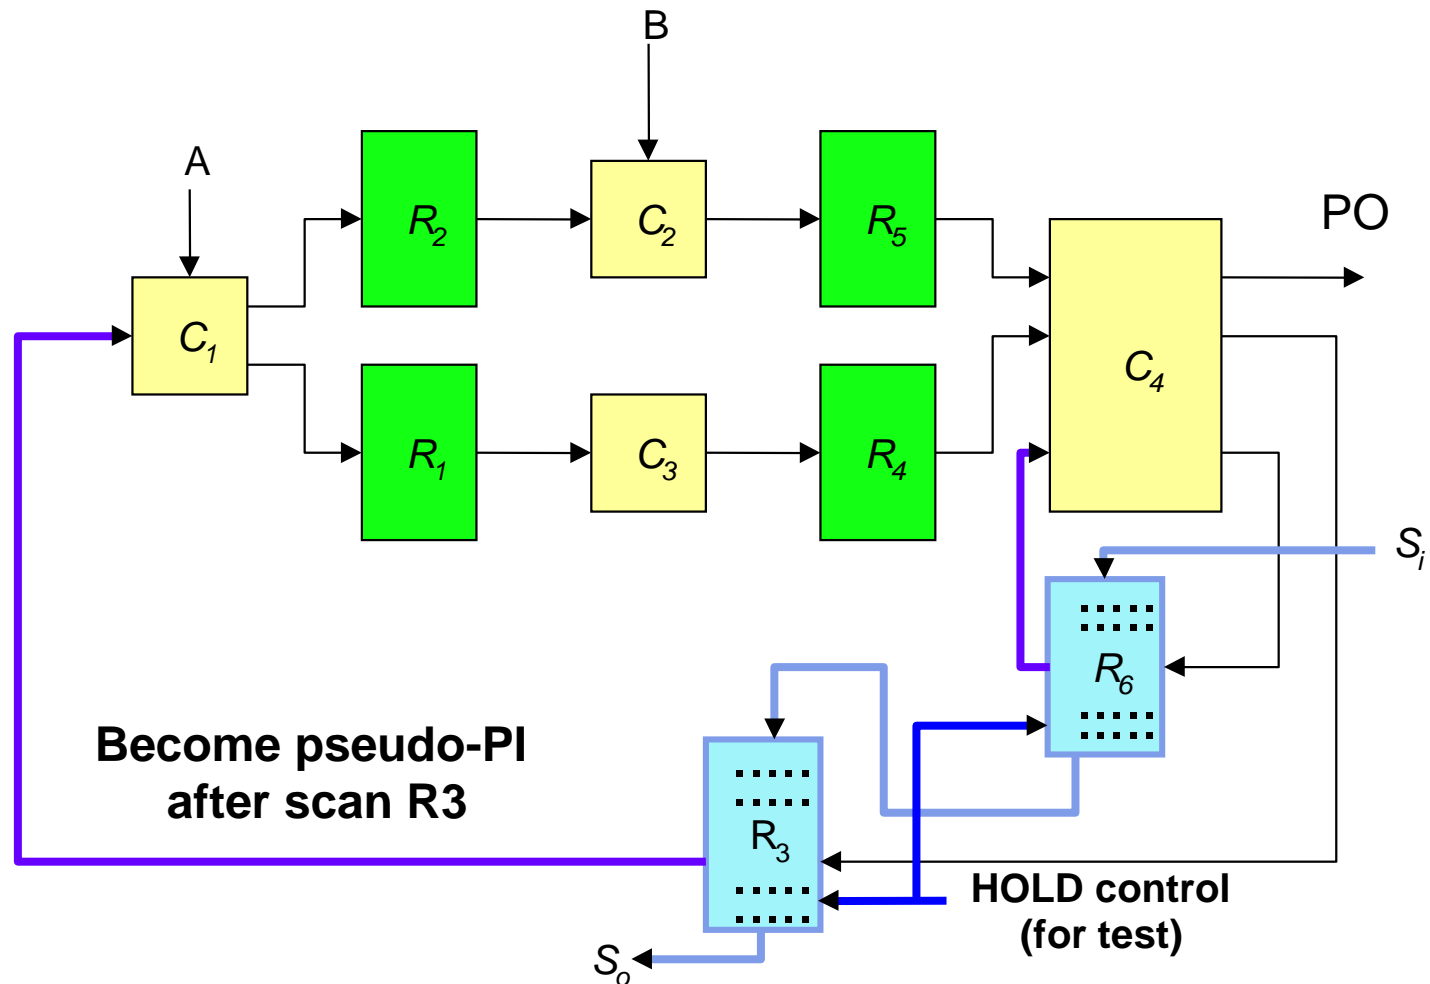 B
A
R2
C2
R5
PO
C1
C4
R1
C3
R4
Si
R6
Become pseudo-PI
after scan R3
R3
HOLD control
(for test)
So